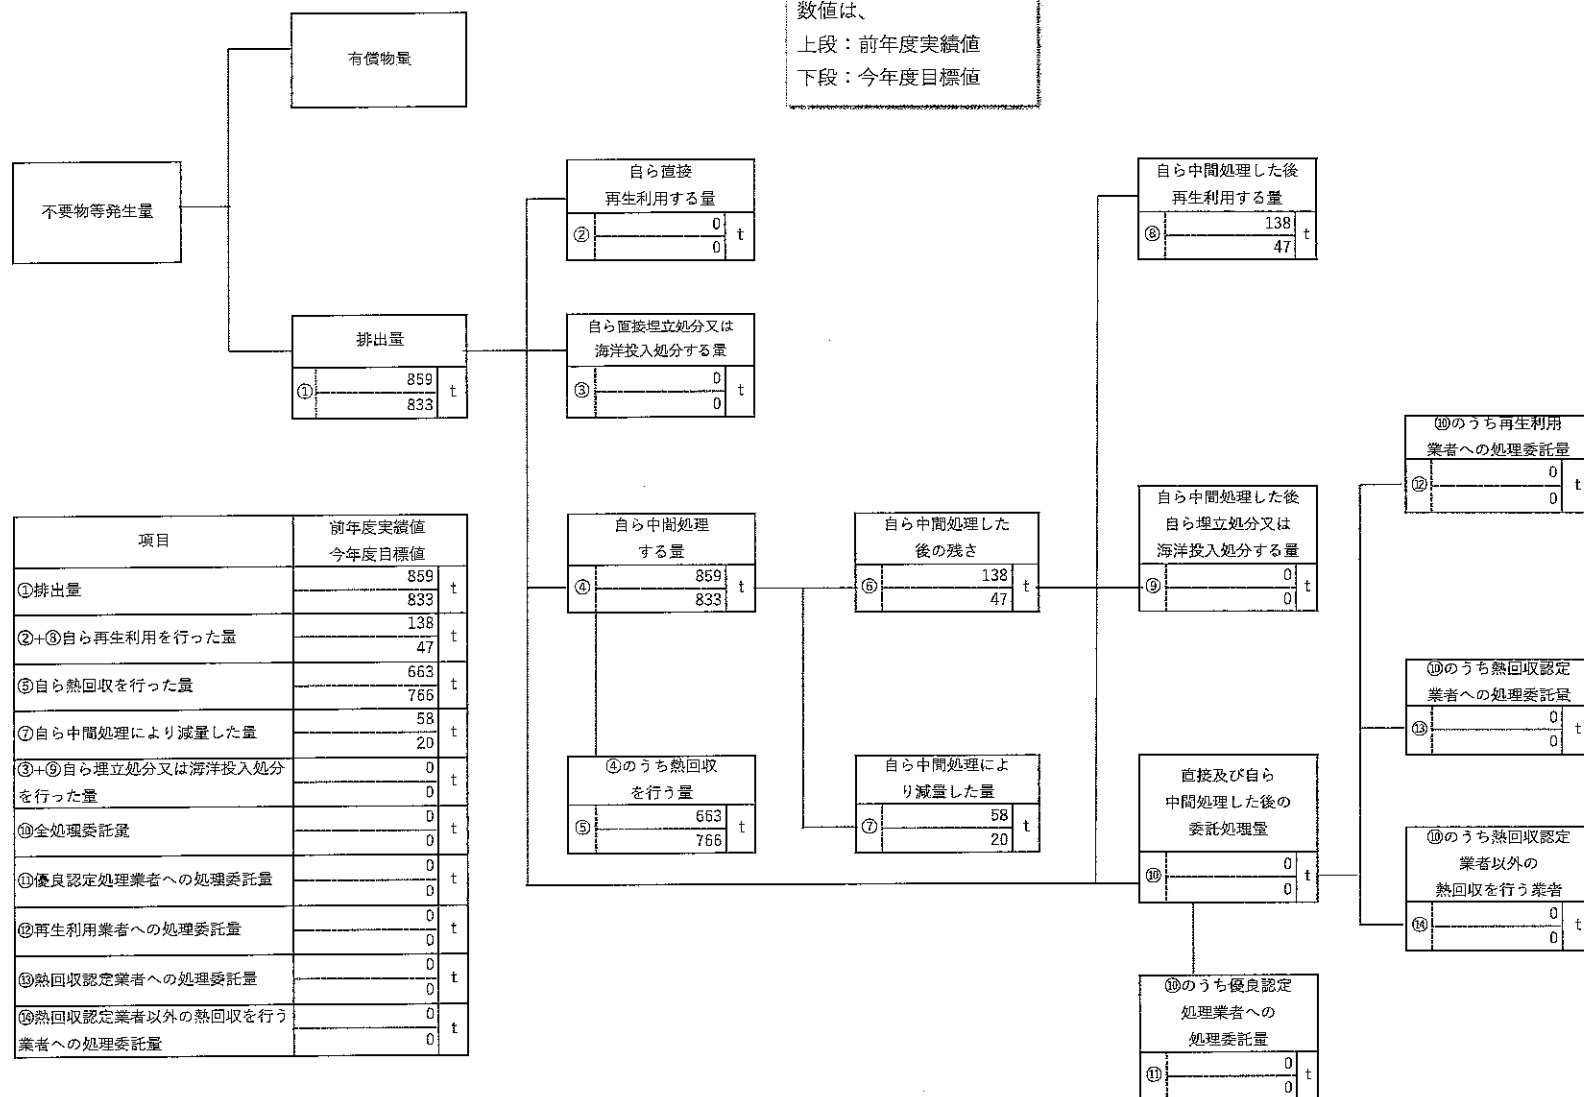 数値は、
上段：前年度実績値
下段：今年度目標値
有償物量
不要物等発生量
排出量
①
859
833
t
自ら直接
再生利用する量
②
0
0
t
自ら直接埋立処分又は
海洋投入処分する量
③
0
0
t
自ら中間処理
する量
④
859
833
t
④のうち熱回収
を行う量
⑤
663
766
t
自ら中間処理した
後の残さ
⑥
138
47
t
自ら中間処理によ
り減量した量
⑦
58
20
t
自ら中間処理した後
再生利用する量
⑧
138
47
t
自ら中間処理した後
自ら埋立処分又は
海洋投入処分する量
⑨
0
0
t
直接及び自ら
中間処理した後の
委託処理量
⑩
0
0
t
⑩のうち優良認定
処理業者への
処理委託量
⑪
0
0
t
⑩のうち再生利用
業者への処理委託量
⑫
0
0
t
⑩のうち熱回収認定
業者への処理委託量
⑬
0
0
t
⑩のうち熱回収認定
業者以外の
熱回収を行う業者
⑭
0
0
t
項目
前年度実績値
今年度目標値
①排出量
859
833
t
②+⑧自ら再生利用を行った量
138
47
t
⑤自ら熱回収を行った量
663
766
t
⑦自ら中間処理により減量した量
58
20
t
③+⑨自ら埋立処分又は海洋投入処分
を行った量
0
0
t
⑩全処理委託量
0
0
t
⑪優良認定処理業者への処理委託量
0
0
t
⑫再生利用業者への処理委託量
0
0
t
⑬熱回収認定業者への処理委託量
0
0
t
⑭熱回収認定業者以外の熱回収を行う
業者への処理委託量
0
0
t